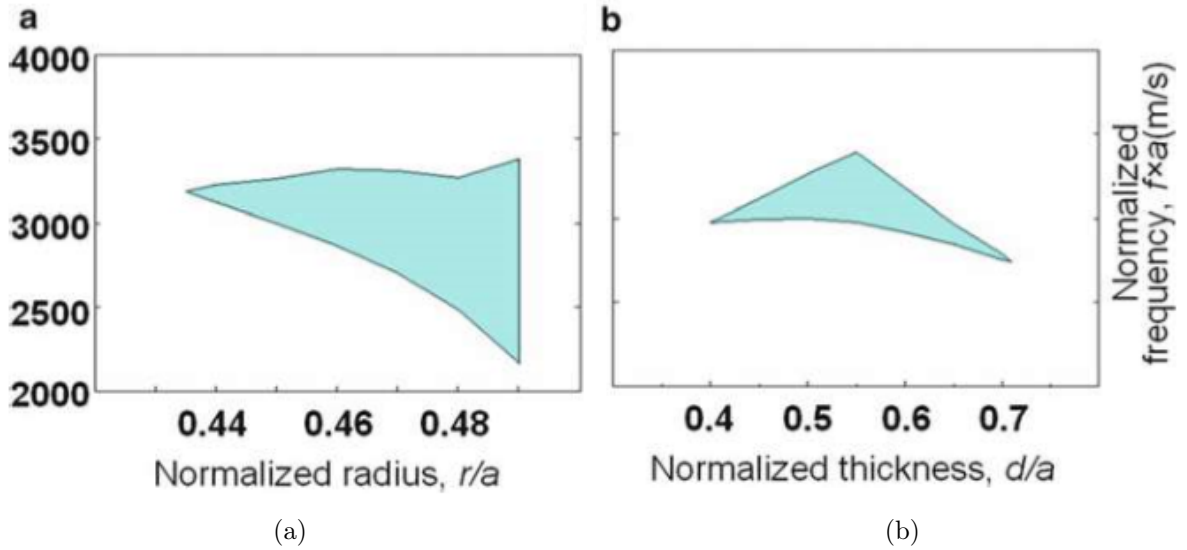 a
4000
3500
3000
2500
2000
0.44 0.46 0.48
Normalized radius, r/a
(a)
b
0.4 0.5 0.6 0.7
Normalized thickness, d/a
Normalized
frequency, f×a(m/s)
(b)